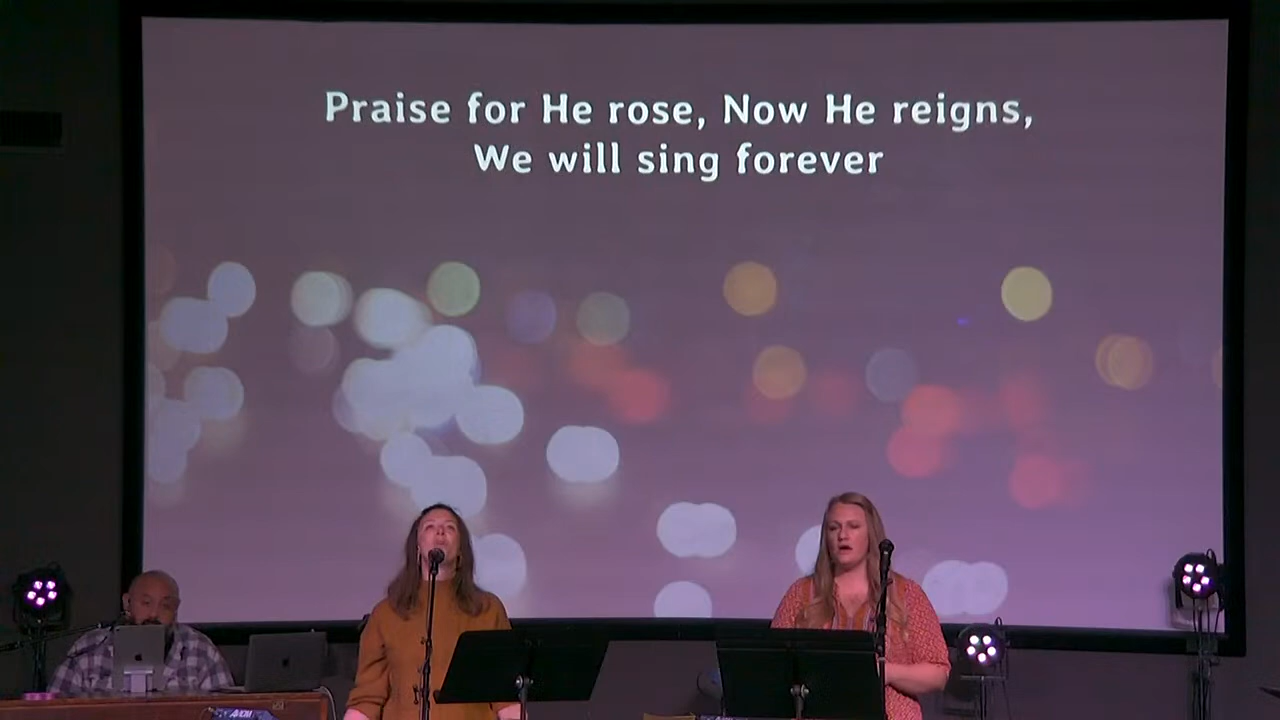 Praise for He rose, Now He reigns,
We will sing forever